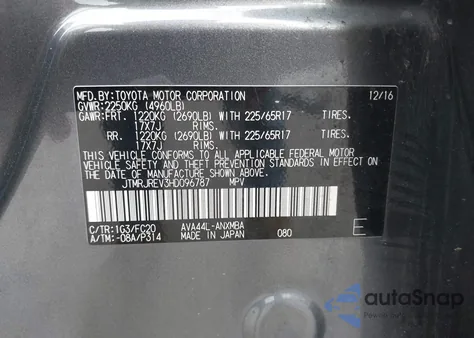 MFD.BY:TOYOTA MOTOR CORPORATION 12/16
GVWR:2250KG (4960LB)
GAWR:FRT. 1220KG (2690LB) WITH 225/65R17 TIRES.
17X7J RIMS.
RR. 1220KG (2690LB) WITH 225/65R17 TIRES.
17X7J RIMS.
THIS VEHICLE CONFORMS TO ALL APPLICABLE FEDERAL MOTOR
VEHICLE SAFETY AND THEFT PREVENTION STANDARDS IN EFFECT ON
THE DATE OF MANUFACTURE SHOWN ABOVE.
JTMRJREV3HD096787 MPV
C/TR:1G3/FC20 AVA44L-ANXMBA E
A/TM:-08A/P314 MADE IN JAPAN 080
autoSnap